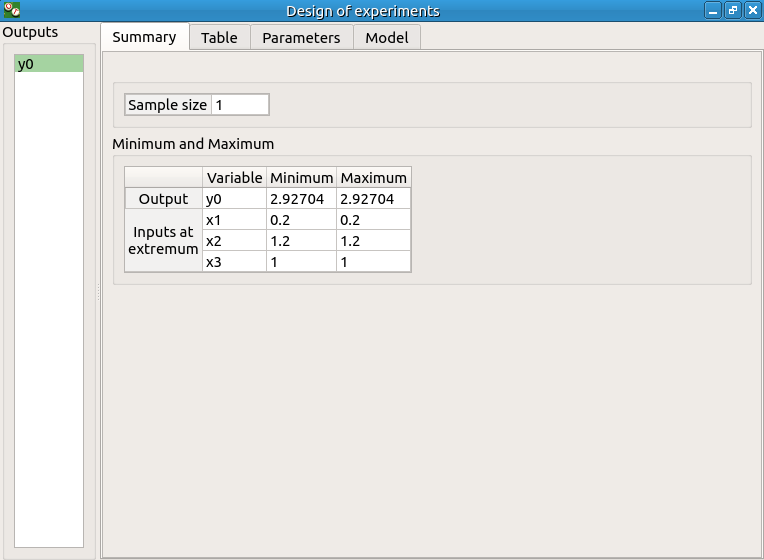 Design of experiments
Outputs
y0
Summary Table Parameters Model
Sample size 1
Minimum and Maximum
Variable Minimum Maximum
Output y0 2.92704 2.92704
Inputs at extremum
x1 0.2 0.2
x2 1.2 1.2
x3 1 1